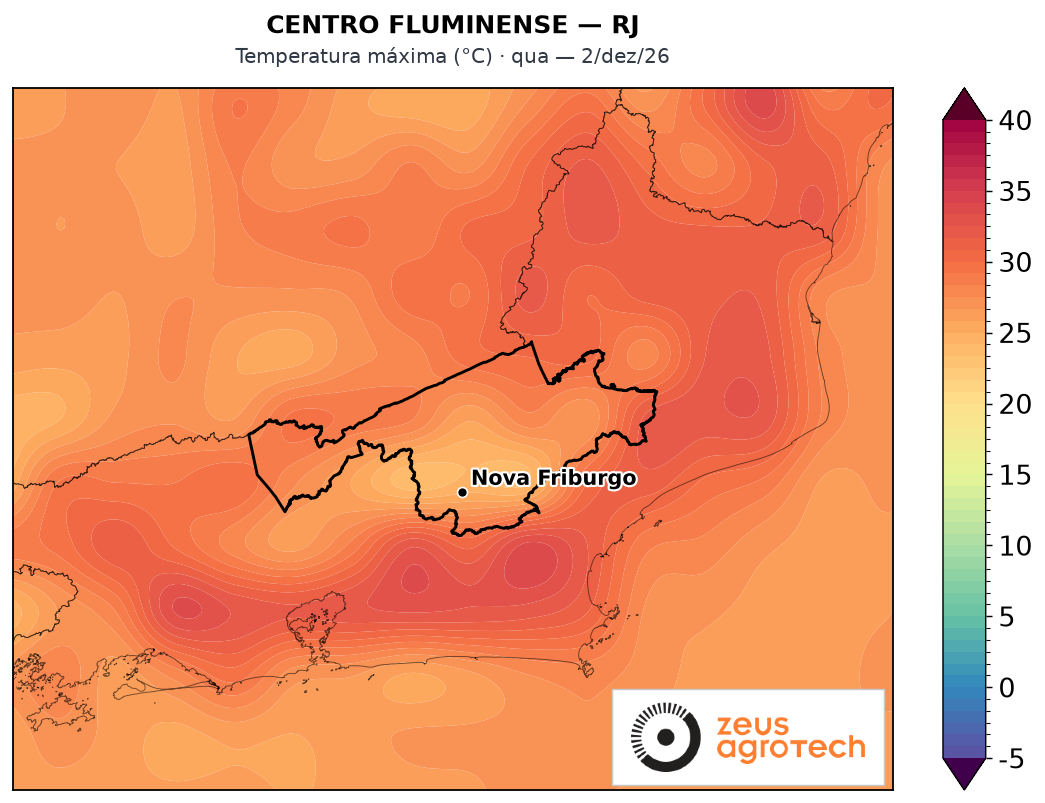 CENTRO FLUMINENSE — RJ
Temperatura máxima (°C) · qua — 2/dez/26
40
35
30
25
20
15
10
5
0
-5
Nova Friburgo
zeus
agrotech